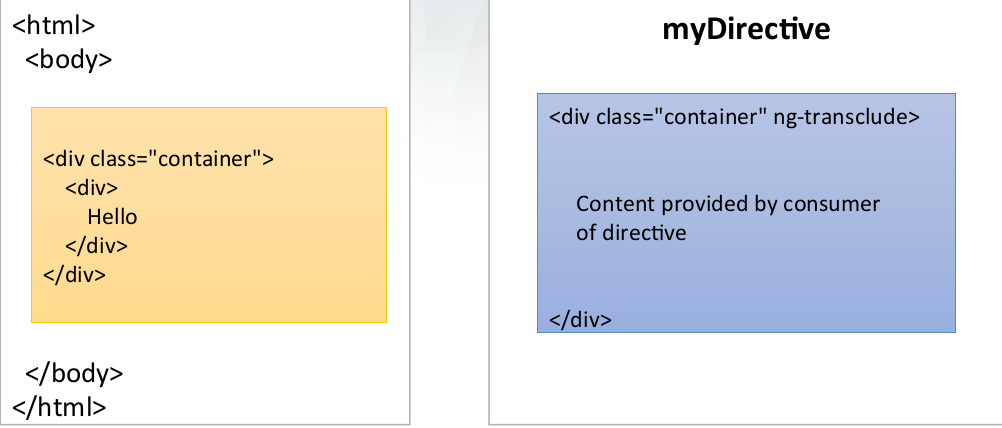 <html>
<body>
<div class="container">
<div>
Hello
</div>
</div>
</body>
</html>
myDirective
<div class="container" ng-transclude>
Content provided by consumer
of directive
</div>